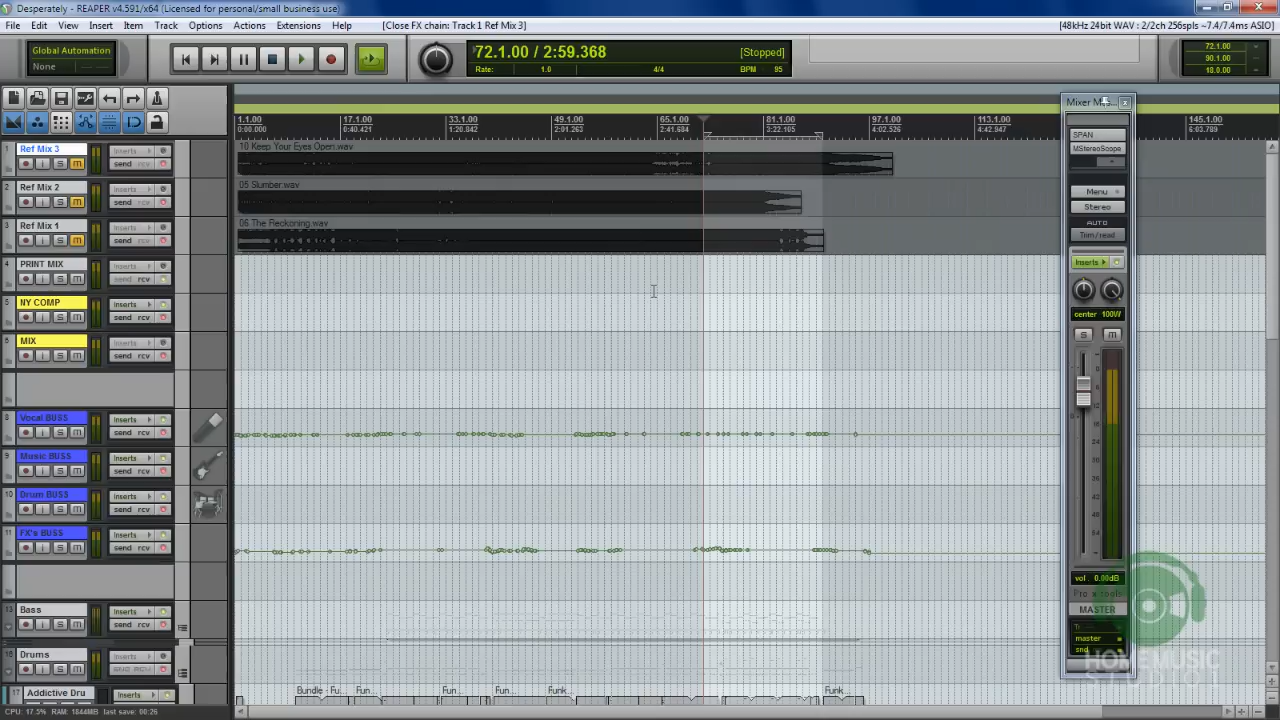 Desperately - REAPER v4.591/x64 (Licensed for personal/small business use)
File Edit View Insert Item Track Options Actions Extensions Help [Close FX chain: Track 1 Ref Mix 3] [48kHz 24bit WAV : 2/2ch 256spls ~7.4/7.4ms ASIO]
Global Automation
None
72.1.00 / 2:59.368 [Stopped]
Rate: 1.0 4/4 BPM 95
72.1.00
90.1.00
18.0.00
1.1.00 17.1.00 33.1.00 49.1.00 65.1.00 81.1.00 97.1.00 113.1.00 145.1.00
0:00.000 0:40.421 1:20.842 2:01.263 2:41.684 3:22.105 4:02.526 4:42.947 6:03.789
1 Ref Mix 3 Inserts
send rcv
10 Keep Your Eyes Open.wav
2 Ref Mix 2 Inserts
send rcv
05 Slumber.wav
3 Ref Mix 1 Inserts
send rcv
06 The Reckoning.wav
4 PRINT MIX Inserts
send rcv
5 NY COMP Inserts
send rcv
6 MIX Inserts
send rcv
8 Vocal BUSS Inserts
send rcv
9 Music BUSS Inserts
send rcv
10 Drum BUSS Inserts
send rcv
11 FX's BUSS Inserts
send rcv
13 Bass Inserts
send rcv
Drums Inserts
17 Addictive Dru Inserts
Bundle - Fu... Fun... Fun... Fun... Funk... Funk...
CPU: 17.5% RAM: 1844MB last save: 00:26
Mixer M...
SPAN
MStereoScope
Menu
Stereo
AUTO
Trim/read
Inserts
center 100W
S m
vol . 0.00dB
MASTER
master
snd
HOME MUSIC
STUDIO